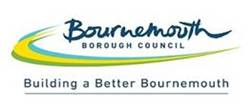 Bournemouth
BOROUGH COUNCIL
Building a Better Bournemouth